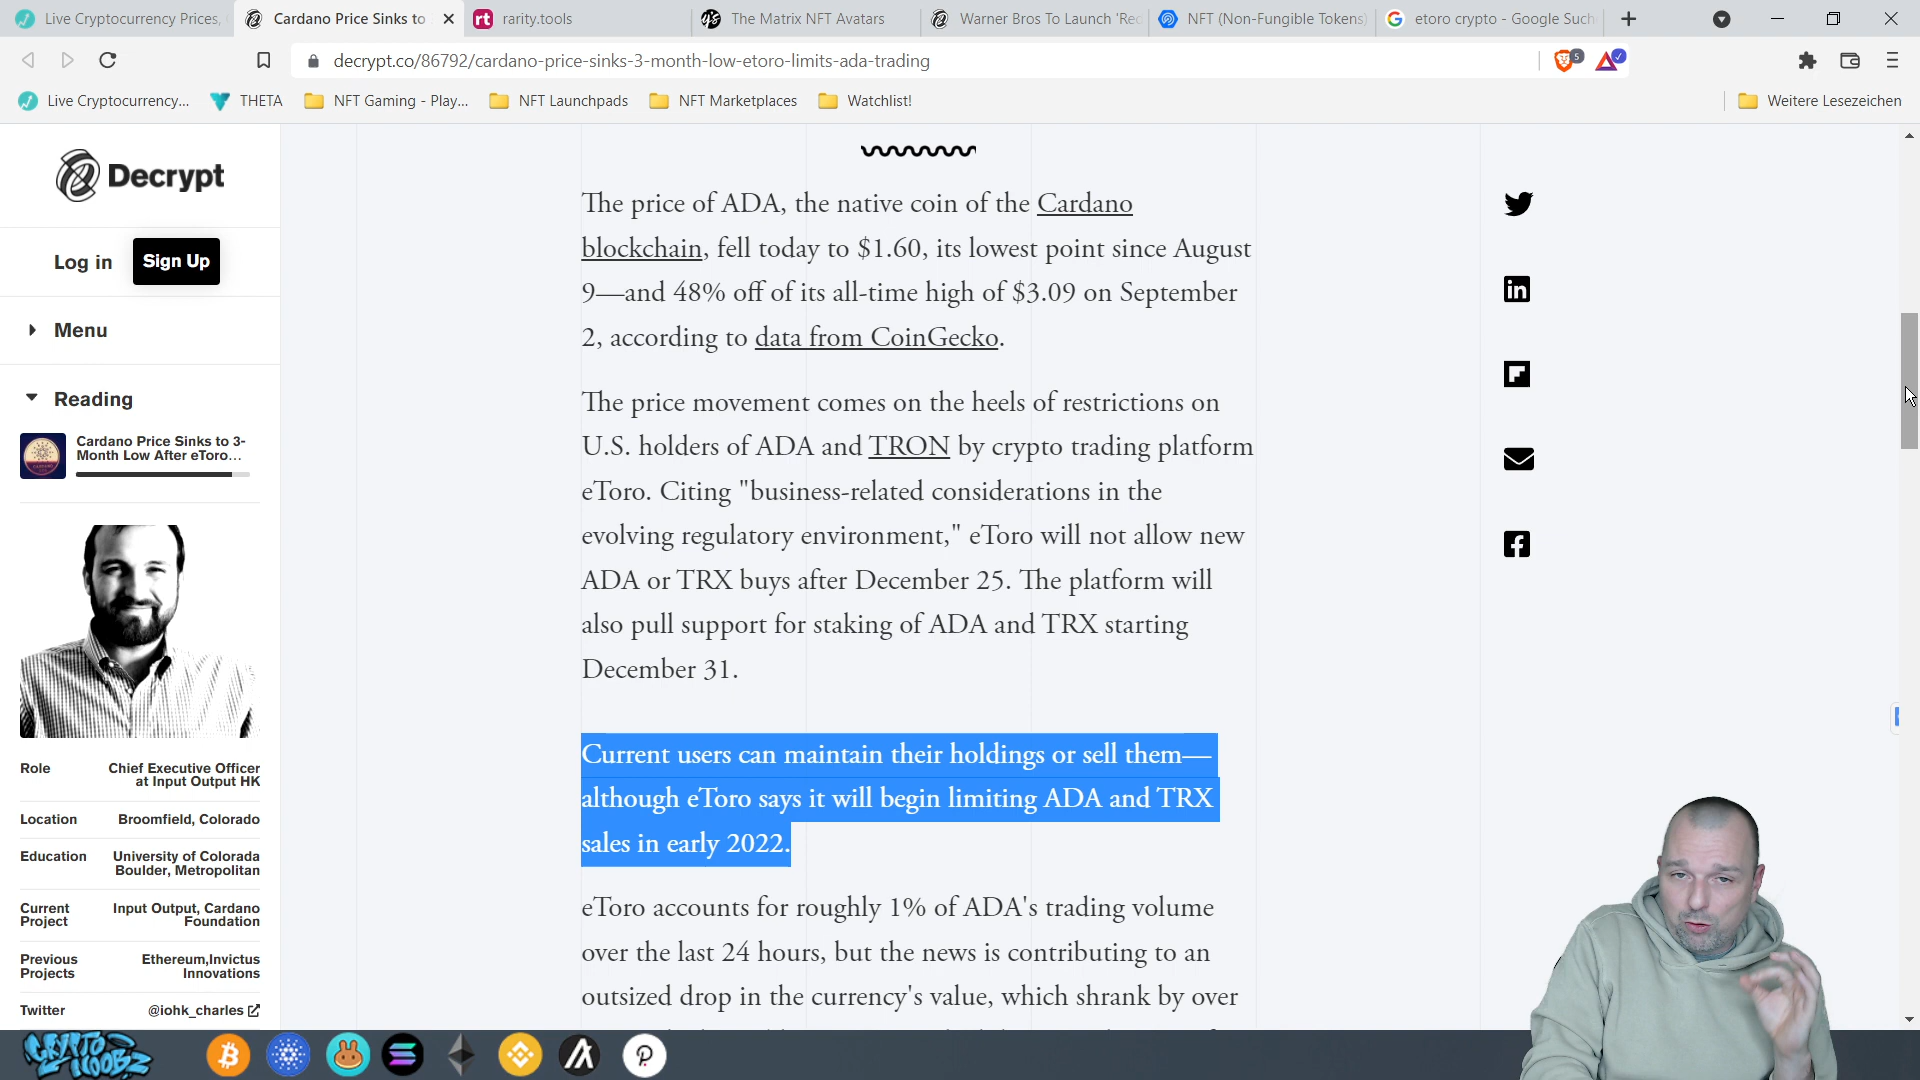 Live Cryptocurrency Prices,
Cardano Price Sinks to
rt
rarity.tools
The Matrix NFT Avatars
Warner Bros To Launch 'Red
NFT (Non-Fungible Tokens)
etoro crypto - Google Such
decrypt.co/86792/cardano-price-sinks-3-month-low-etoro-limits-ada-trading
5
Live Cryptocurrency...
THETA
NFT Gaming - Play...
NFT Launchpads
NFT Marketplaces
Watchlist!
Weitere Lesezeichen
Decrypt
Log in
Sign Up
Menu
Reading
Cardano Price Sinks to 3-
Month Low After eToro...
Role
Chief Executive Officer
at Input Output HK
Location
Broomfield, Colorado
Education
University of Colorada
Boulder, Metropolitan
Current
Project
Input Output, Cardano
Foundation
Previous
Projects
Ethereum,Invictus
Innovations
Twitter
@iohk_charles
The price of ADA, the native coin of the Cardano
blockchain, fell today to $1.60, its lowest point since August
9—and 48% off of its all-time high of $3.09 on September
2, according to data from CoinGecko.
The price movement comes on the heels of restrictions on
U.S. holders of ADA and TRON by crypto trading platform
eToro. Citing "business-related considerations in the
evolving regulatory environment," eToro will not allow new
ADA or TRX buys after December 25. The platform will
also pull support for staking of ADA and TRX starting
December 31.
Current users can maintain their holdings or sell them—
although eToro says it will begin limiting ADA and TRX
sales in early 2022.
eToro accounts for roughly 1% of ADA's trading volume
over the last 24 hours, but the news is contributing to an
outsized drop in the currency's value, which shrank by over
CRYPTO
NOOBZ